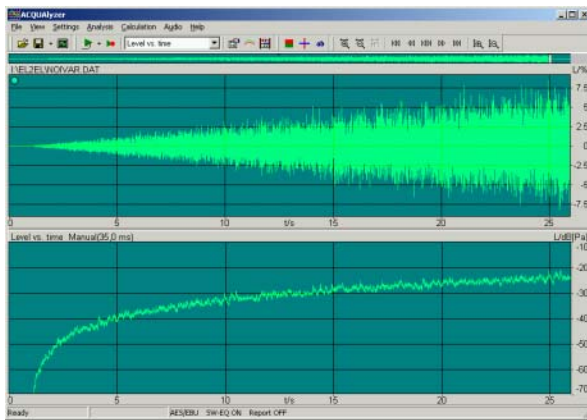 ACQUAlyzer
File View Settings Analysis Calculation Audio Help
Level vs. time
I:\EL2EL\NOIVAR.DAT L/%
7.5
5
2.5
0
-2.5
-5
-7.5
0 5 10 t/s 15 20 25
Level vs. time Manual(35,0 ms) L/dB[Pa]
-10
-20
-30
-40
-50
-60
-70
0 5 10 t/s 15 20 25
Ready AES/EBU SW-EQ ON Report OFF